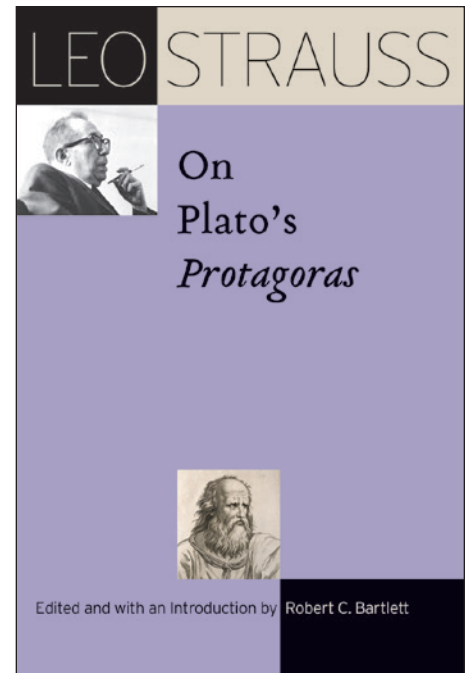 LEO STRAUSS
On
Plato's
Protagoras
Edited and with an Introduction by Robert C. Bartlett